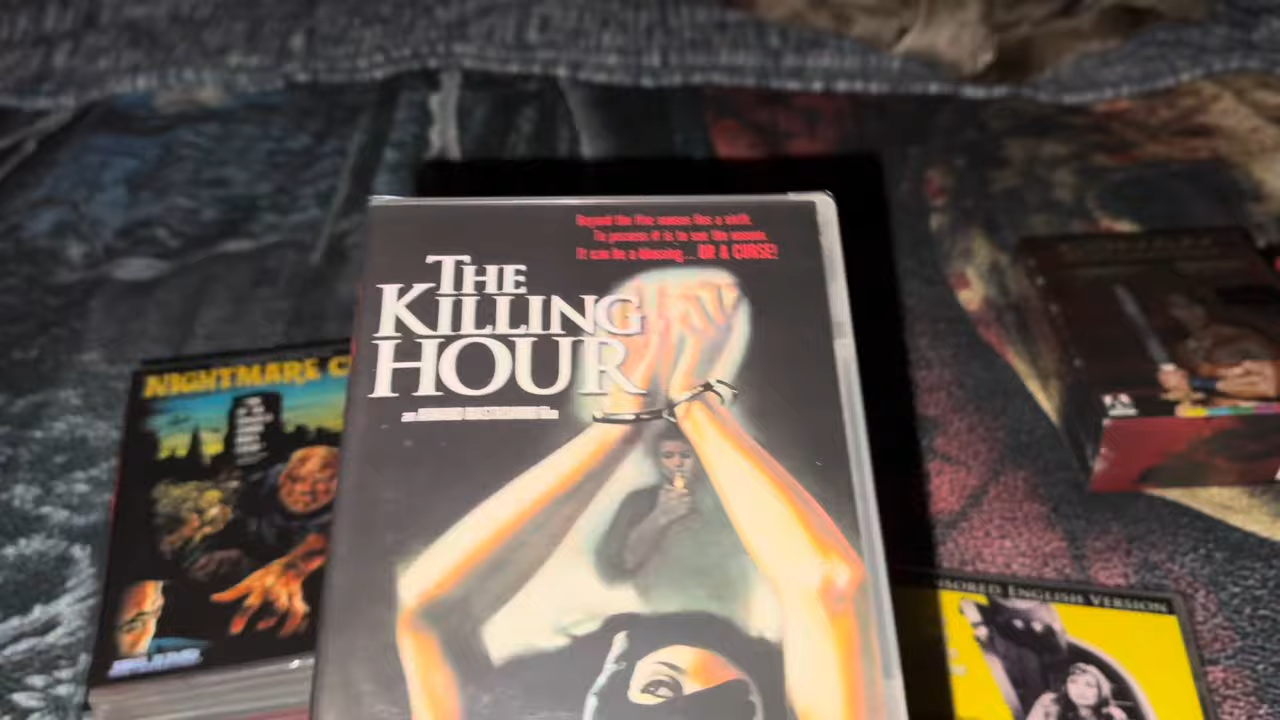 Beyond the five senses lies a sixth.
To possess it is to see the unseen.
It can be a blessing... OR A CURSE!
THE
KILLING
HOUR
NIGHTMARE C
ENGLISH VERSION